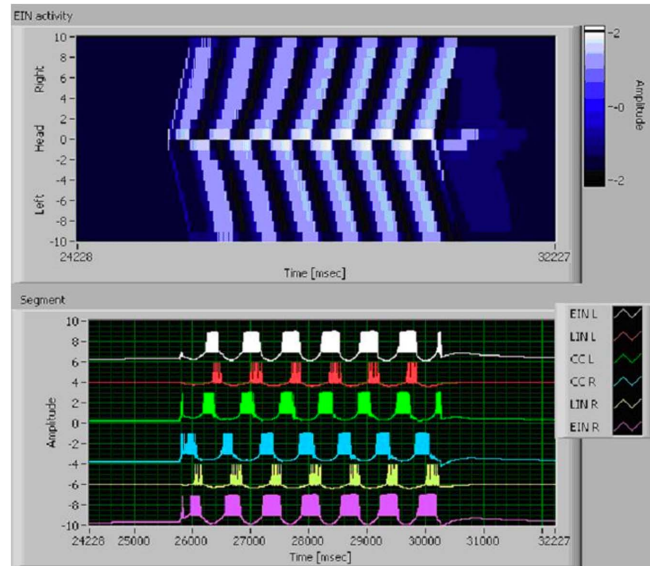 EIN activity
10
8
6
4
2
0
-2
-4
-6
-8
-10
Right
Head
Left
24228
32227
Time [msec]
-2
-0
-2
Amplitude
Segment
10
8
6
4
2
0
-2
-4
-6
-8
-10
Amplitude
24228 25000 26000 27000 28000 29000 30000 31000 32227
Time [msec]
EIN L
LIN L
CC L
CC R
LIN R
EIN R